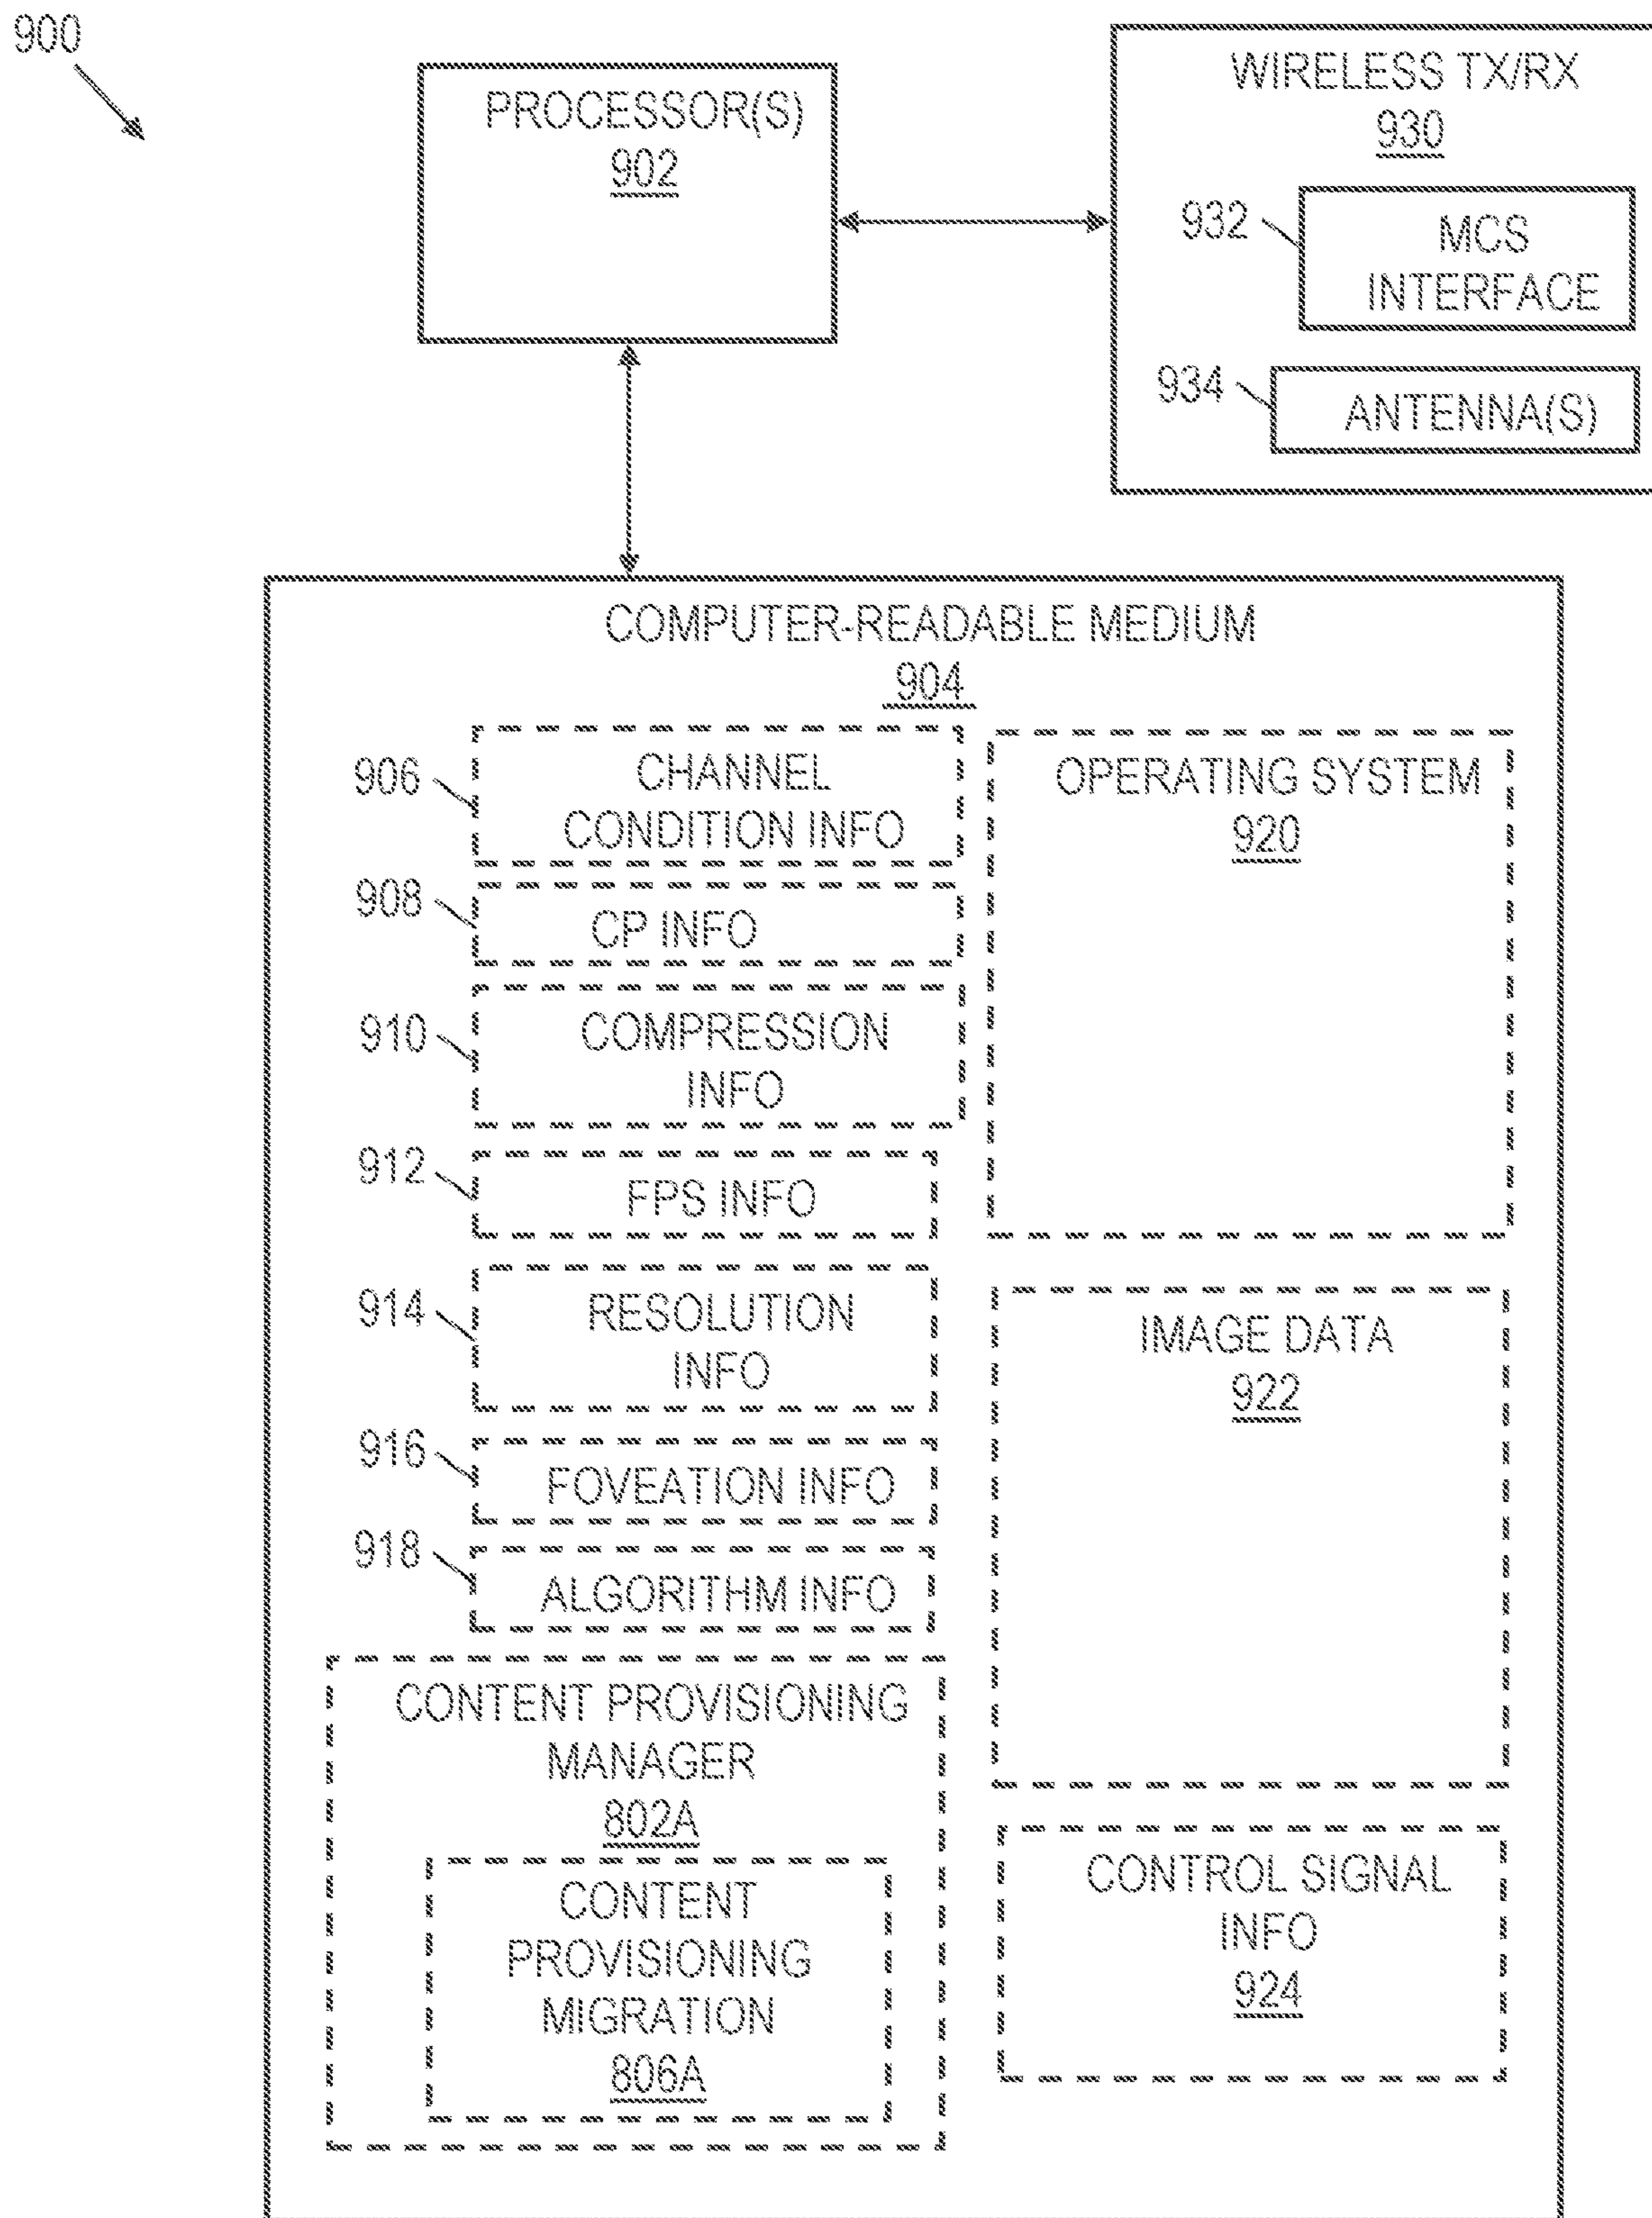 900
PROCESSOR(S)
902
WIRELESS TX/RX
930
932
MCS
INTERFACE
934
ANTENNA(S)
COMPUTER-READABLE MEDIUM
904
906
CHANNEL
CONDITION INFO
908
CP INFO
910
COMPRESSION
INFO
912
FPS INFO
914
RESOLUTION
INFO
916
FOVEATION INFO
918
ALGORITHM INFO
CONTENT PROVISIONING
MANAGER
802A
CONTENT
PROVISIONING
MIGRATION
806A
OPERATING SYSTEM
920
IMAGE DATA
922
CONTROL SIGNAL
INFO
924